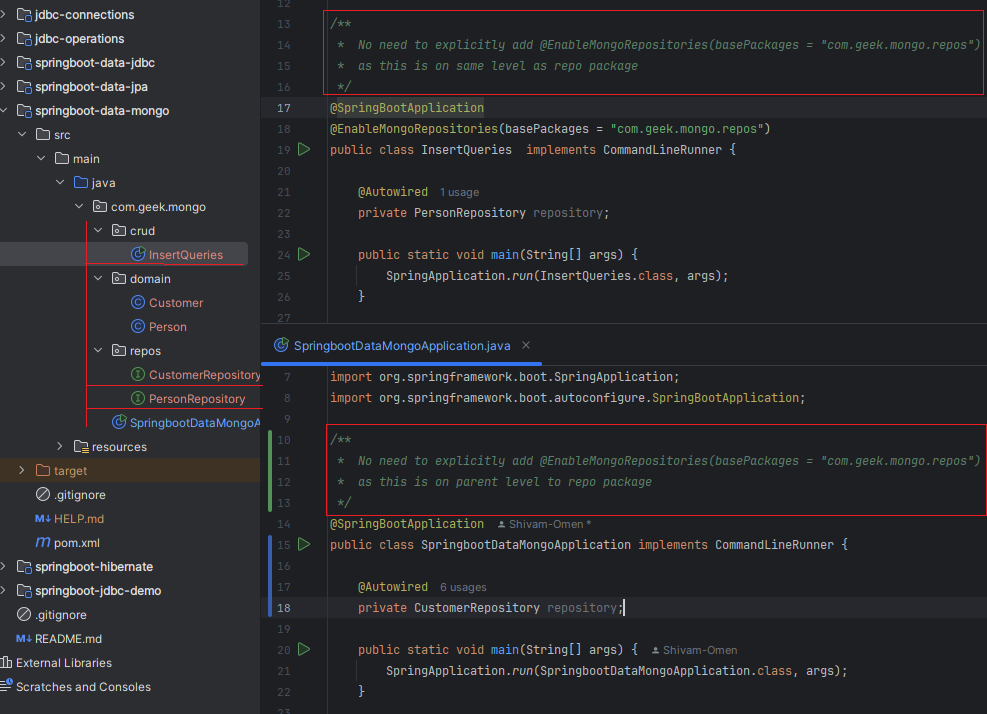 jdbc-connections
jdbc-operations
springboot-data-jdbc
springboot-data-jpa
springboot-data-mongo
src
main
java
com.geek.mongo
crud
InsertQueries
domain
Customer
Person
repos
CustomerRepository
PersonRepository
SpringbootDataMongoA
resources
target
.gitignore
M↓ HELP.md
m pom.xml
springboot-hibernate
springboot-jdbc-demo
.gitignore
M↓ README.md
External Libraries
Scratches and Consoles
12
13 /**
14 * No need to explicitly add @EnableMongoRepositories(basePackages = "com.geek.mongo.repos")
15 * as this is on same level as repo package
16 */
17 @SpringBootApplication
18 @EnableMongoRepositories(basePackages = "com.geek.mongo.repos")
19 public class InsertQueries implements CommandLineRunner {
20
21 @Autowired 1 usage
22 private PersonRepository repository;
23
24 public static void main(String[] args) {
25 SpringApplication.run(InsertQueries.class, args);
26 }
27
SpringbootDataMongoApplication.java
7 import org.springframework.boot.SpringApplication;
8 import org.springframework.boot.autoconfigure.SpringBootApplication;
9
10 /**
11 * No need to explicitly add @EnableMongoRepositories(basePackages = "com.geek.mongo.repos")
12 * as this is on parent level to repo package
13 */
14 @SpringBootApplication Shivam-Omen *
15 public class SpringbootDataMongoApplication implements CommandLineRunner {
16
17 @Autowired 6 usages
18 private CustomerRepository repository;
19
20 public static void main(String[] args) { Shivam-Omen
21 SpringApplication.run(SpringbootDataMongoApplication.class, args);
22 }
23